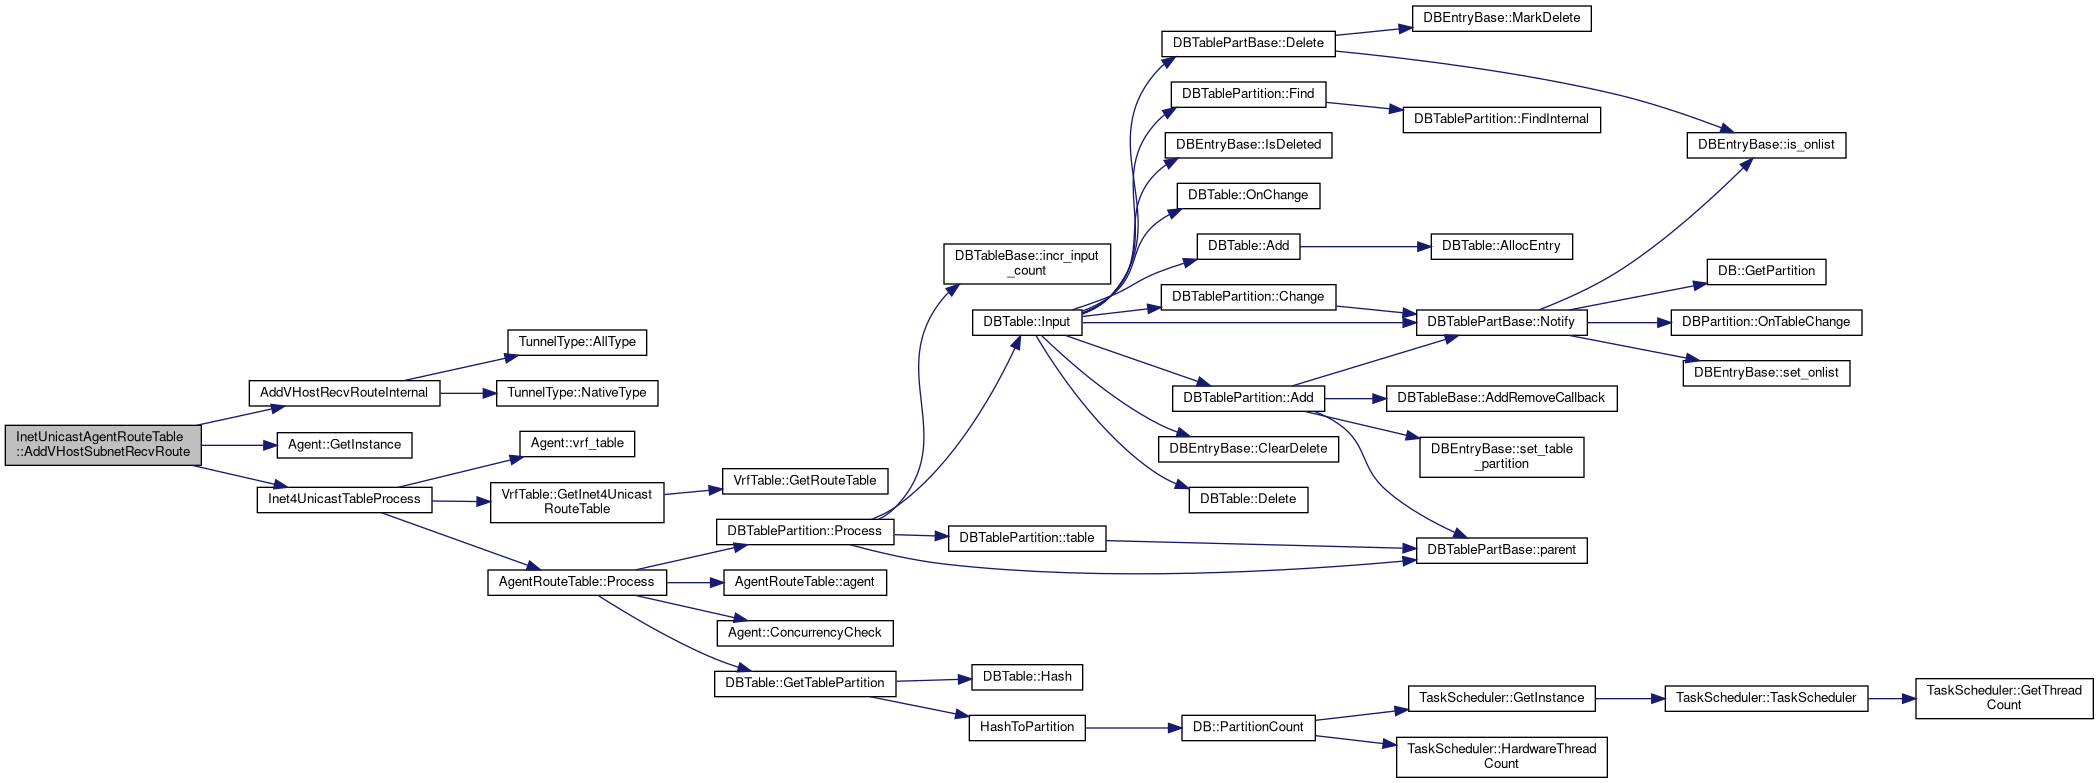 InetUnicastAgentRouteTable
::AddVHostSubnetRecvRoute
AddVHostRecvRouteInternal
TunnelType::AllType
TunnelType::NativeType
Agent::GetInstance
Inet4UnicastTableProcess
Agent::vrf_table
VrfTable::GetInet4Unicast
RouteTable
VrfTable::GetRouteTable
AgentRouteTable::Process
DBTablePartition::Process
AgentRouteTable::agent
Agent::ConcurrencyCheck
DBTable::GetTablePartition
DBTableBase::incr_input
_count
DBTable::Input
DBTablePartition::table
DBTable::Hash
HashToPartition
DBTablePartBase::Delete
DBTablePartition::Find
DBEntryBase::IsDeleted
DBTable::OnChange
DBTable::Add
DBTablePartition::Change
DBTablePartition::Add
DBEntryBase::ClearDelete
DBTable::Delete
DB::PartitionCount
DBEntryBase::MarkDelete
DBTablePartition::FindInternal
DBTable::AllocEntry
DBTablePartBase::Notify
DBTableBase::AddRemoveCallback
DBEntryBase::set_table
_partition
DBTablePartBase::parent
TaskScheduler::GetInstance
TaskScheduler::HardwareThread
Count
DBEntryBase::is_onlist
DB::GetPartition
DBPartition::OnTableChange
DBEntryBase::set_onlist
TaskScheduler::TaskScheduler
TaskScheduler::GetThread
Count